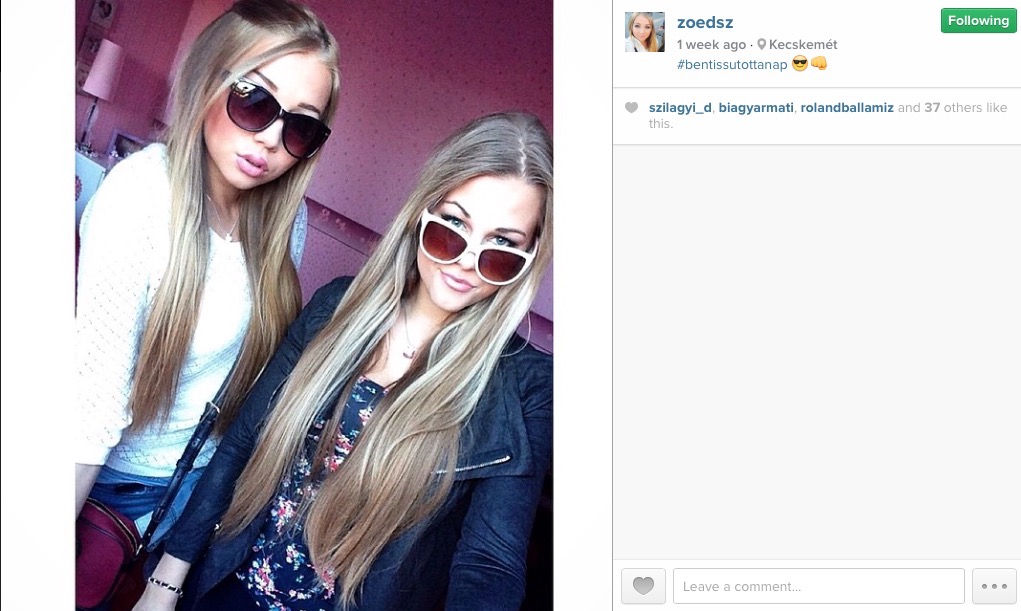 zoedsz
Following
1 week ago · Kecskemét
#bentissutottanap 😎👊
szilagyi_d, biagyarmati, rolandballamiz and 37 others like
this.
Leave a comment...